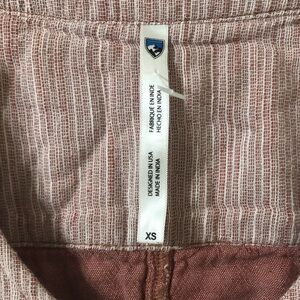 FABRIQUÉ EN INDE
HECHO EN INDIA
DESIGNED IN USA
MADE IN INDIA
XS